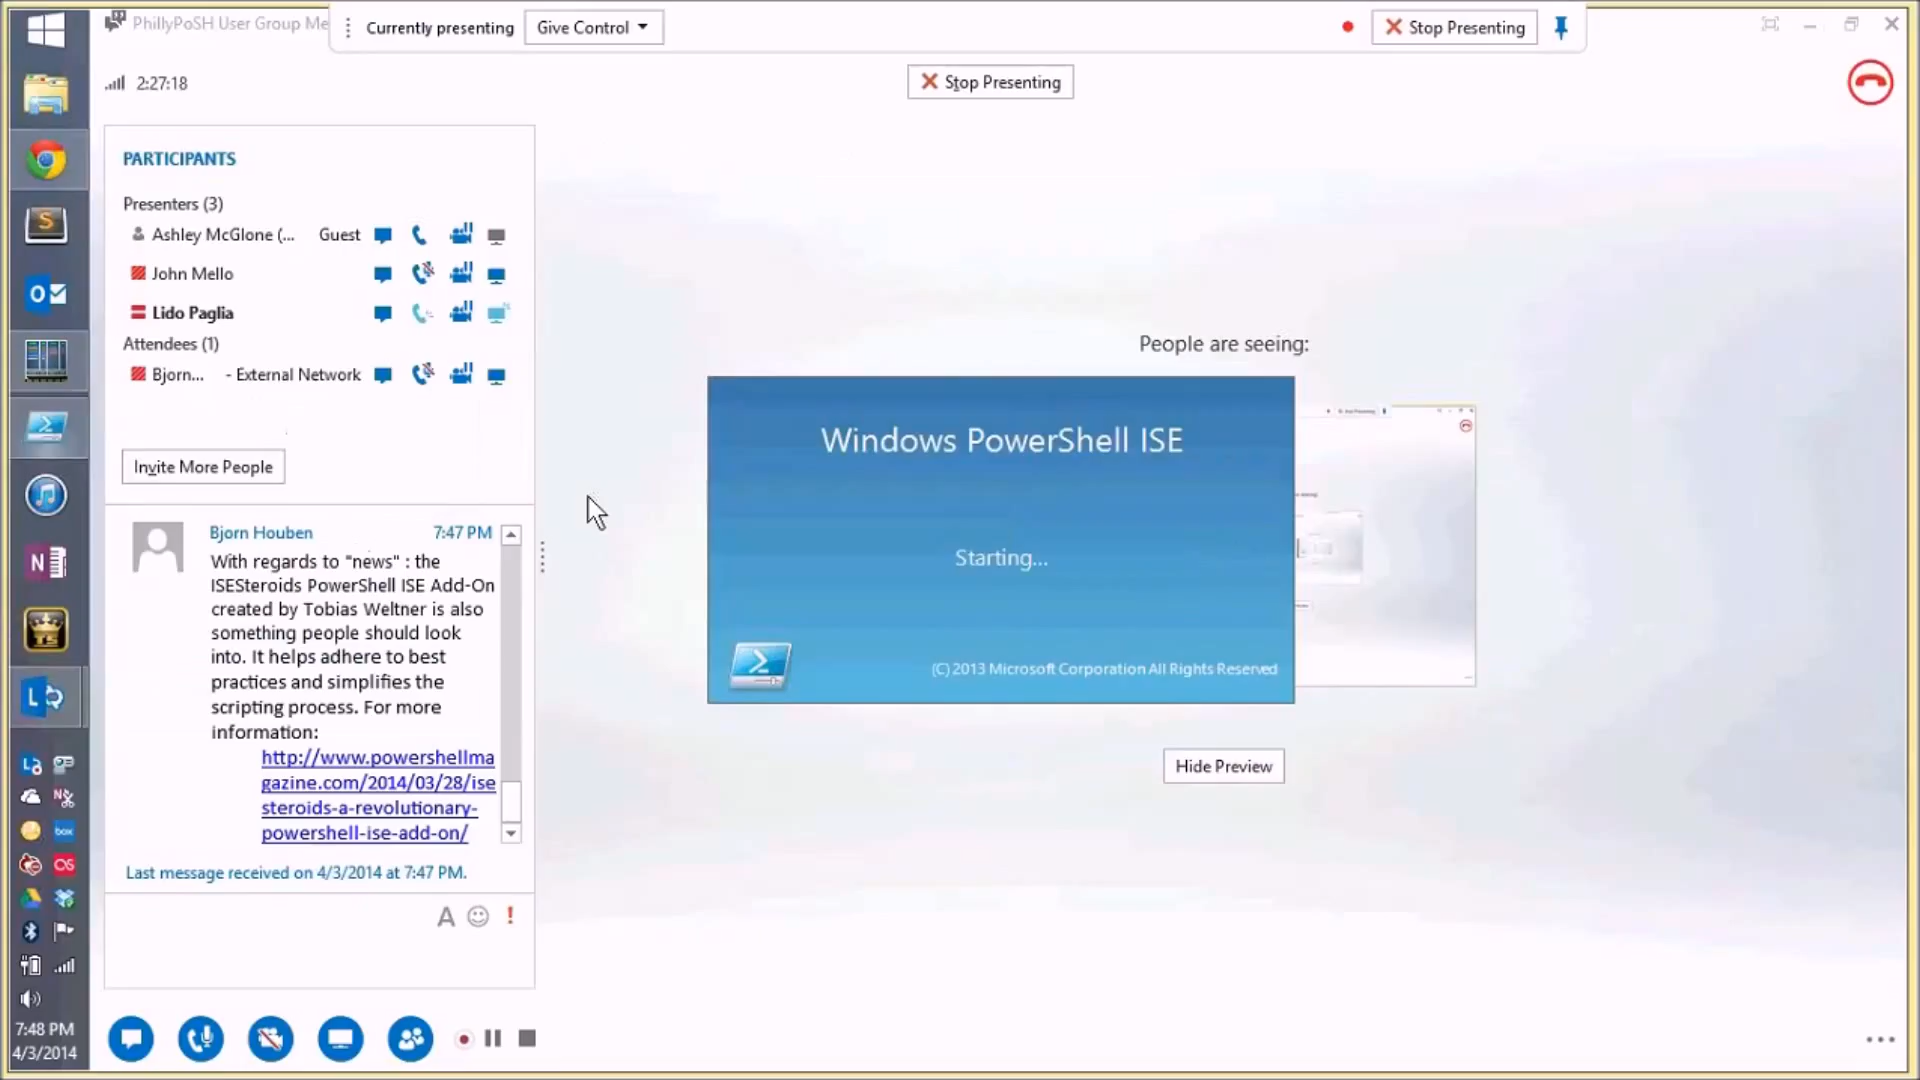 PhillyPoSH User Group Me
Currently presenting
Give Control
Stop Presenting
2:27:18
Stop Presenting
PARTICIPANTS
Presenters (3)
Ashley McGlone (... Guest
John Mello
Lido Paglia
Attendees (1)
Bjorn... - External Network
Invite More People
Bjorn Houben 7:47 PM
With regards to "news" : the
ISESteroids PowerShell ISE Add-On
created by Tobias Weltner is also
something people should look
into. It helps adhere to best
practices and simplifies the
scripting process. For more
information:
http://www.powershellma
gazine.com/2014/03/28/ise
steroids-a-revolutionary-
powershell-ise-add-on/
Last message received on 4/3/2014 at 7:47 PM.
People are seeing:
Windows PowerShell ISE
Starting...
(C) 2013 Microsoft Corporation All Rights Reserved
Hide Preview
7:48 PM
4/3/2014